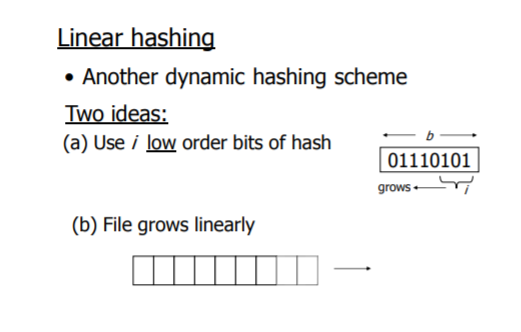 Linear hashing
• Another dynamic hashing scheme
Two ideas:
(a) Use i low order bits of hash
b
01110101
grows
i
(b) File grows linearly